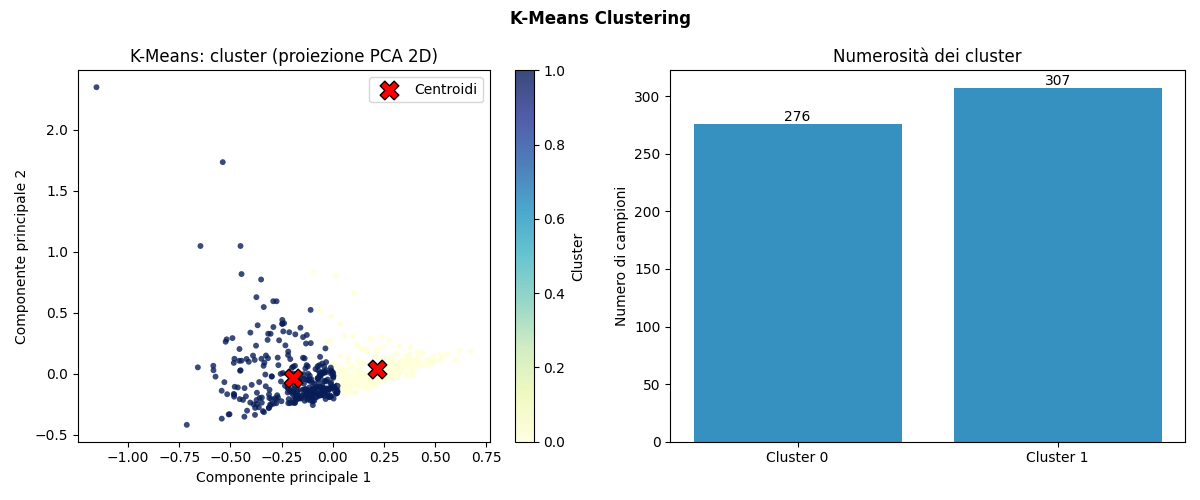 K-Means Clustering
K-Means: cluster (proiezione PCA 2D)
Centroidi
2.0
1.5
1.0
0.5
0.0
−0.5
−1.00
−0.75
−0.50
−0.25
0.00
0.25
0.50
0.75
Componente principale 1
Componente principale 2
1.0
0.8
0.6
0.4
0.2
0.0
Cluster
Numerosità dei cluster
276
307
300
250
200
150
100
50
0
Cluster 0
Cluster 1
Numero di campioni